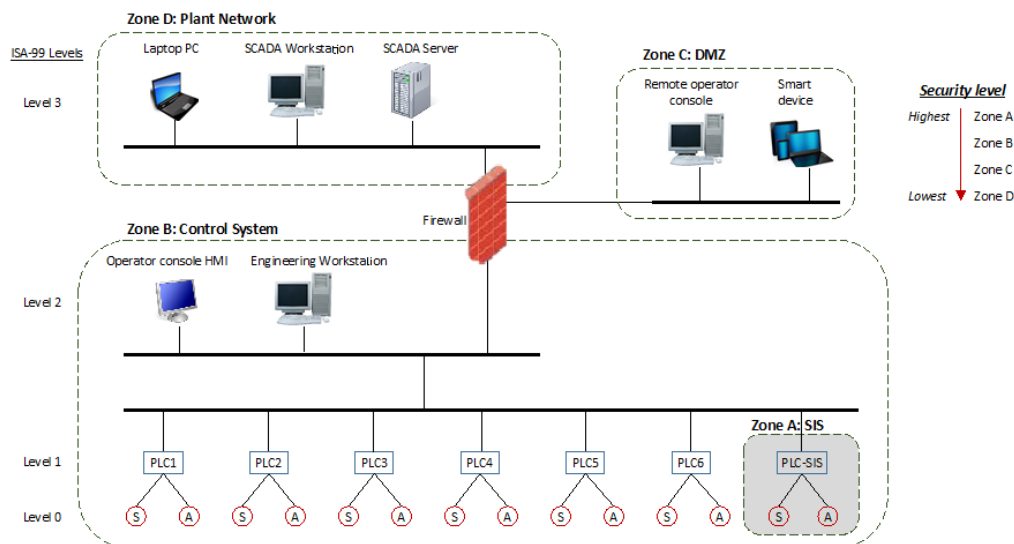 Zone D: Plant Network
ISA-99 Levels
Laptop PC
SCADA Workstation
SCADA Server
Level 3
Zone C: DMZ
Remote operator
console
Smart
device
Security level
Highest
Zone A
Zone B
Zone C
Lowest
Zone D
Firewall
Zone B: Control System
Operator console HMI
Engineering Workstation
Level 2
Zone A: SIS
Level 1
PLC1
PLC2
PLC3
PLC4
PLC5
PLC6
PLC-SIS
Level 0
S
A
S
A
S
A
S
A
S
A
S
A
S
A